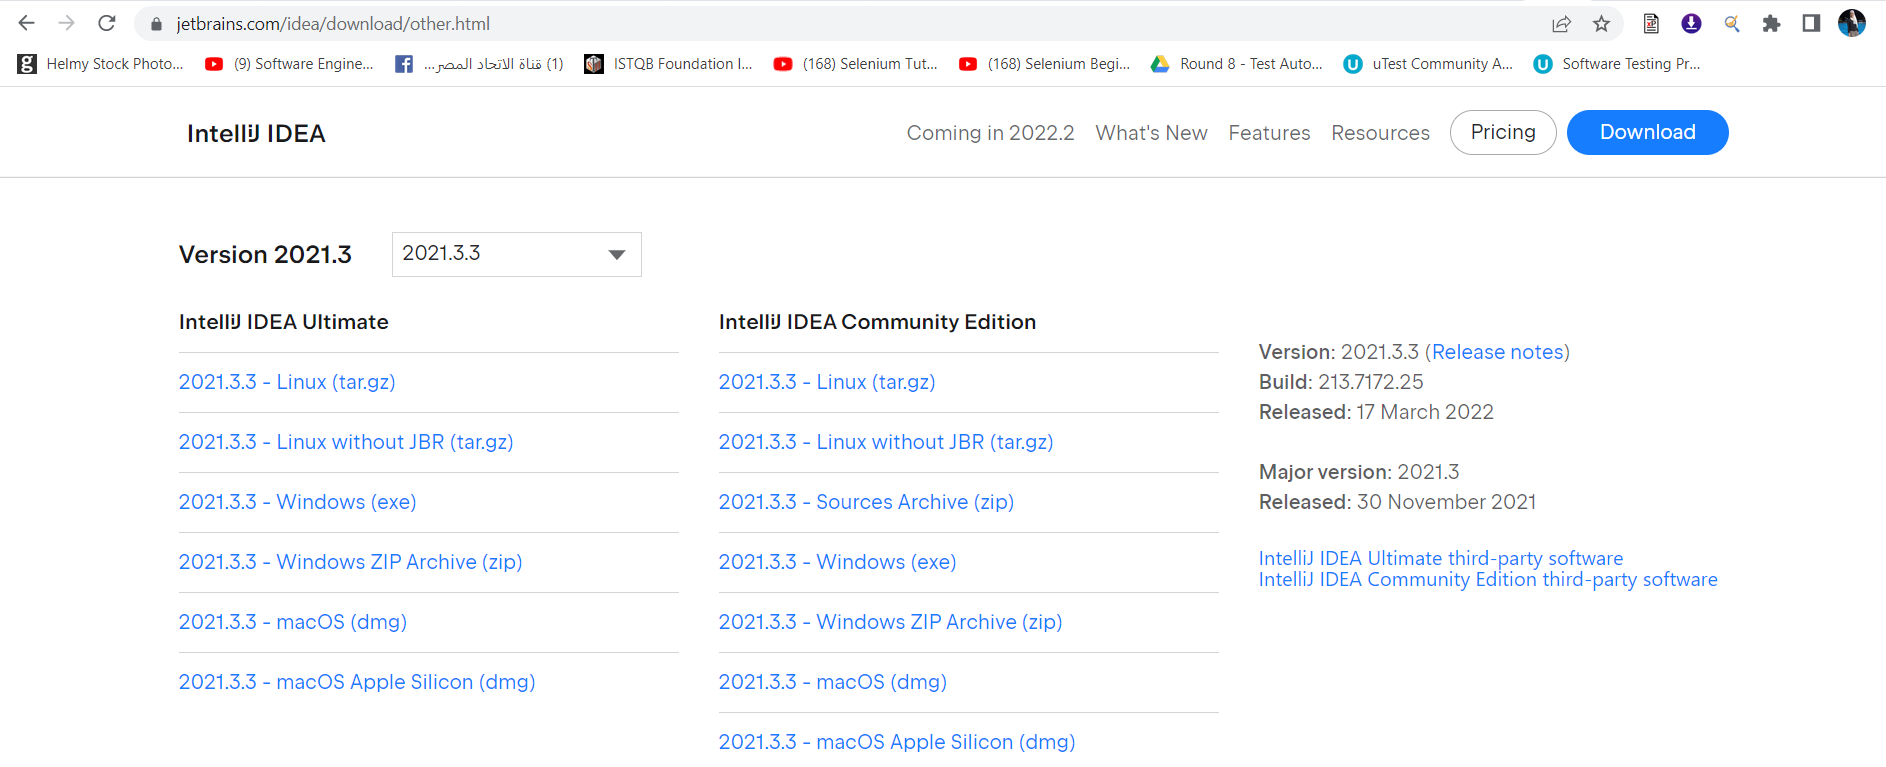 jetbrains.com/idea/download/other.html
Helmy Stock Photo...
(9) Software Engine...
(1) قناة الاتحاد المصر...
ISTQB Foundation I...
(168) Selenium Tut...
(168) Selenium Begi...
Round 8 - Test Auto...
uTest Community A...
Software Testing Pr...
IntelliJ IDEA
Coming in 2022.2
What's New
Features
Resources
Pricing
Download
Version 2021.3
2021.3.3
IntelliJ IDEA Ultimate
2021.3.3 - Linux (tar.gz)
2021.3.3 - Linux without JBR (tar.gz)
2021.3.3 - Windows (exe)
2021.3.3 - Windows ZIP Archive (zip)
2021.3.3 - macOS (dmg)
2021.3.3 - macOS Apple Silicon (dmg)
IntelliJ IDEA Community Edition
2021.3.3 - Linux (tar.gz)
2021.3.3 - Linux without JBR (tar.gz)
2021.3.3 - Sources Archive (zip)
2021.3.3 - Windows (exe)
2021.3.3 - Windows ZIP Archive (zip)
2021.3.3 - macOS (dmg)
2021.3.3 - macOS Apple Silicon (dmg)
Version: 2021.3.3 (Release notes)
Build: 213.7172.25
Released: 17 March 2022
Major version: 2021.3
Released: 30 November 2021
IntelliJ IDEA Ultimate third-party software
IntelliJ IDEA Community Edition third-party software